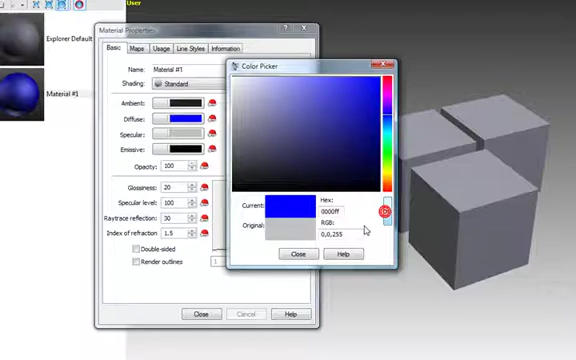 User
Explorer Default
Material #1
Material Properties
Basic Maps Usage Line Styles Information
Name: Material #1
Shading: Standard
Ambient:
Diffuse:
Specular:
Emissive:
Opacity: 100
Glossiness: 20
Specular level: 100
Raytrace reflection: 30
Index of refraction: 1.5
Double-sided
Render outlines 1
Close Cancel Help
Color Picker
Current:
Original:
Hex:
0000ff
RGB:
0,0,255
Close Help